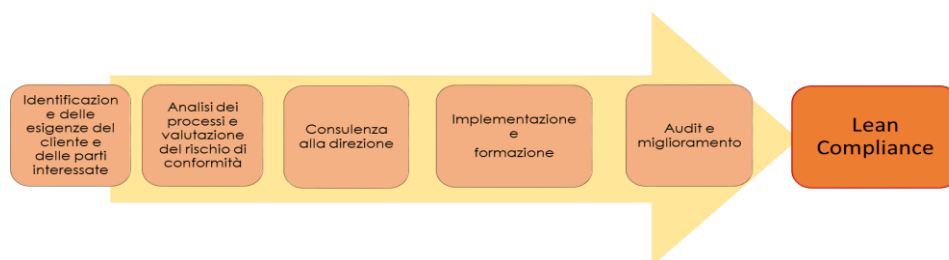 Identificazion
e delle
esigenze del
cliente e
delle parti
interessate
Analisi dei
processi e
valutazione
del rischio di
conformità
Consulenza
alla direzione
Implementazione
e
formazione
Audit e
miglioramento
Lean
Compliance